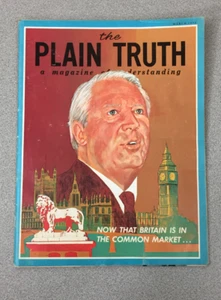 the
PLAIN TRUTH
a magazine of understanding
NOW THAT BRITAIN IS IN
THE COMMON MARKET...